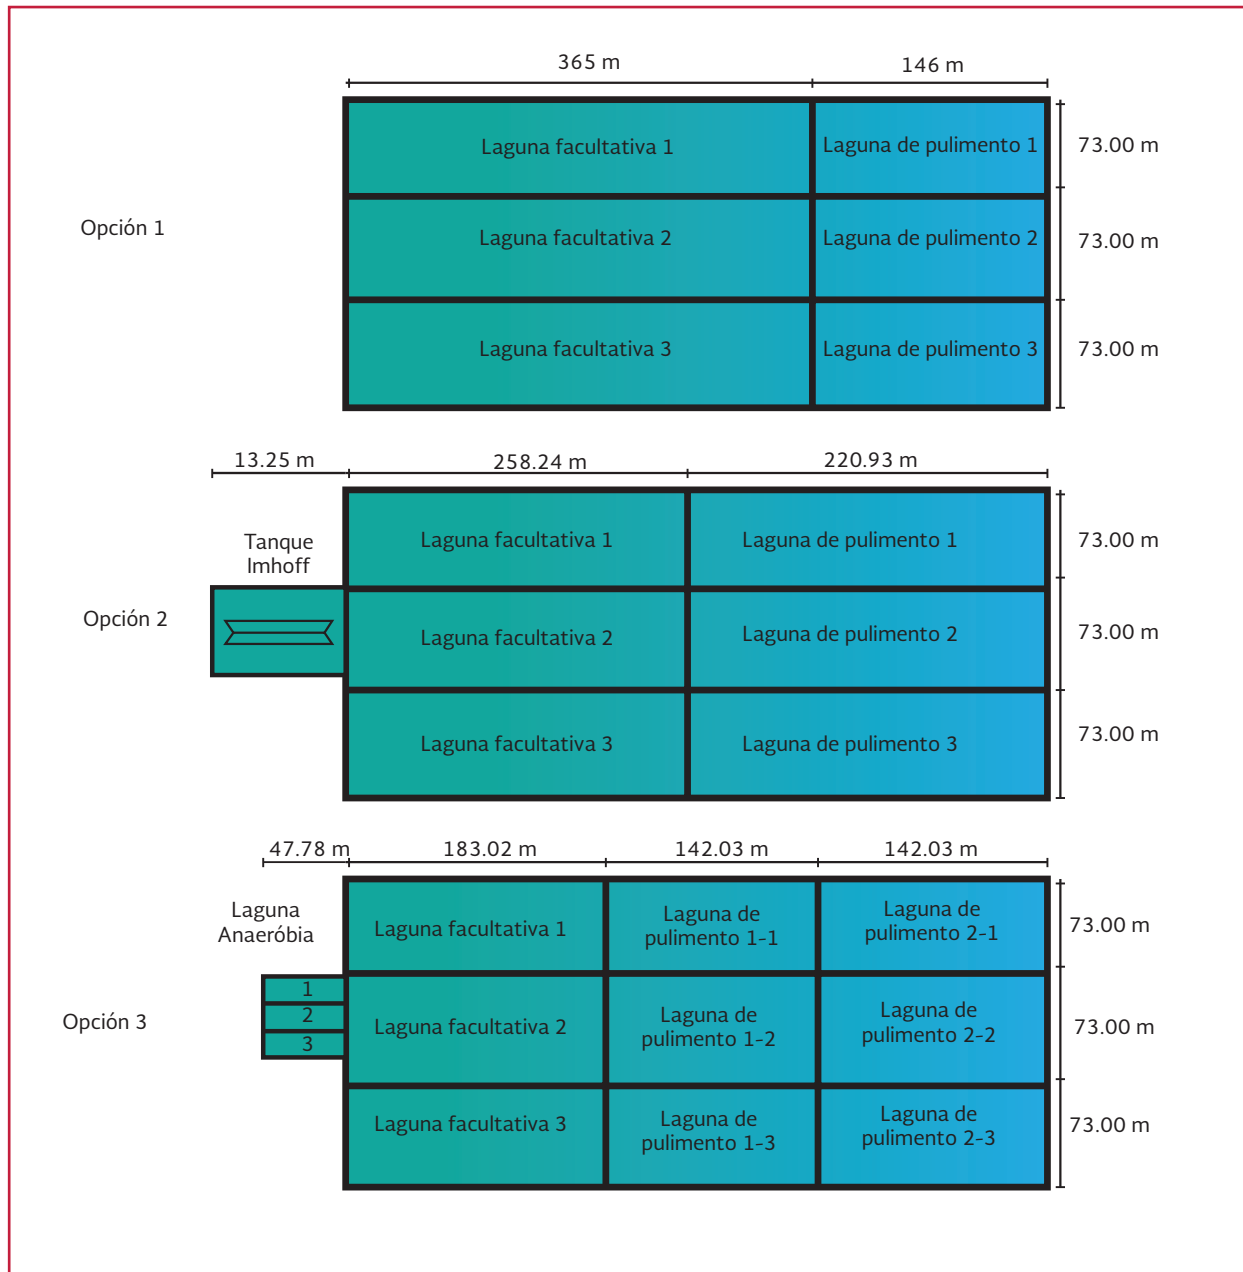 365 m
146 m
Laguna facultativa 1
Laguna de pulimento 1
73.00 m
Opción 1
Laguna facultativa 2
Laguna de pulimento 2
73.00 m
Laguna facultativa 3
Laguna de pulimento 3
73.00 m
13.25 m
258.24 m
220.93 m
Tanque
Imhoff
Laguna facultativa 1
Laguna de pulimento 1
73.00 m
Opción 2
Laguna facultativa 2
Laguna de pulimento 2
73.00 m
Laguna facultativa 3
Laguna de pulimento 3
73.00 m
47.78 m
183.02 m
142.03 m
142.03 m
Laguna
Anaeróbia
Laguna facultativa 1
Laguna de
pulimento 1-1
Laguna de
pulimento 2-1
73.00 m
Opción 3
1
2
3
Laguna facultativa 2
Laguna de
pulimento 1-2
Laguna de
pulimento 2-2
73.00 m
Laguna facultativa 3
Laguna de
pulimento 1-3
Laguna de
pulimento 2-3
73.00 m